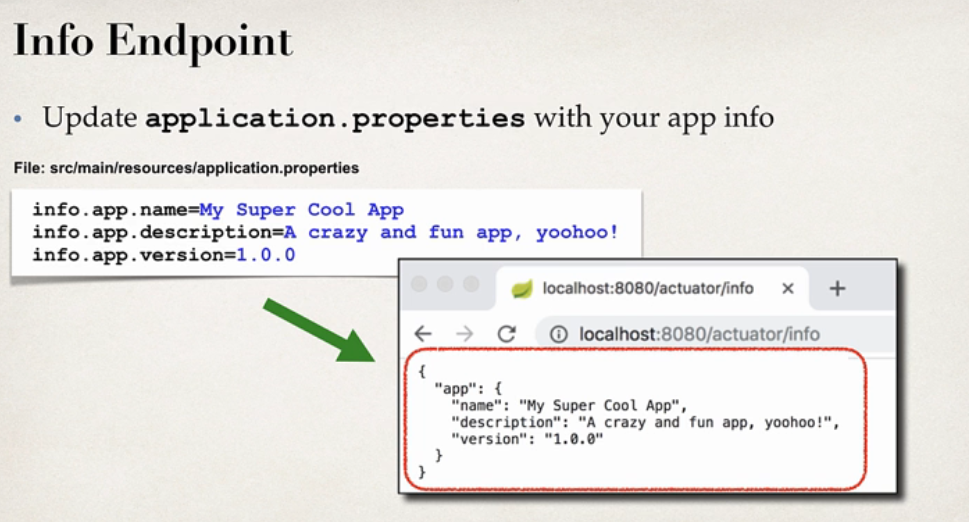 Info Endpoint
• Update application.properties with your app info
File: src/main/resources/application.properties
info.app.name=My Super Cool App
info.app.description=A crazy and fun app, yoohoo!
info.app.version=1.0.0
localhost:8080/actuator/info
localhost:8080/actuator/info
{
  "app": {
    "name": "My Super Cool App",
    "description": "A crazy and fun app, yoohoo!",
    "version": "1.0.0"
  }
}